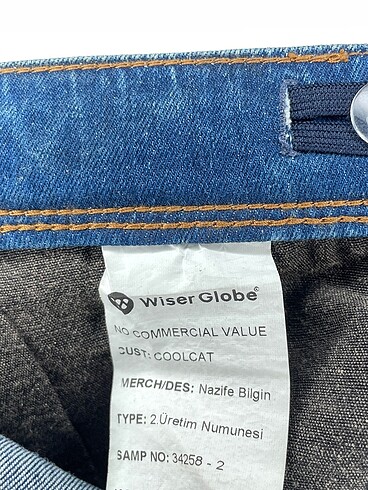 Wiser Globe®
NO COMMERCIAL VALUE
CUST: COOLCAT
MERCH/DES: Nazife Bilgin
TYPE: 2.Üretim Numunesi
SAMP NO: 34258 - 2